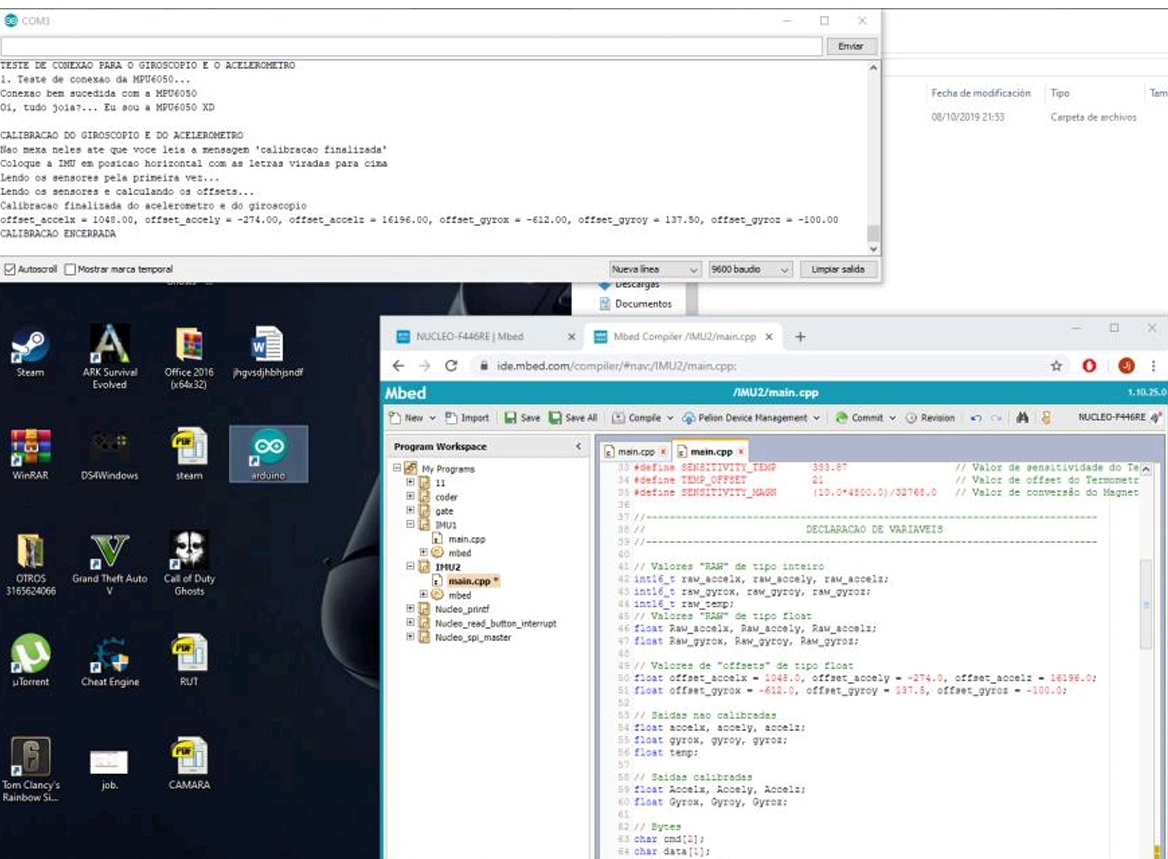 COM3
Enviar
TESTE DE CONEXAO PARA O GIROSCOPIO E O ACELEROMETRO
1. Teste de conexao da MPU6050...
Conexao bem sucedida com a MPU6050
Oi, tudo joia?... Eu sou a MPU6050 XD
CALIBRACAO DO GIROSCOPIO E DO ACELEROMETRO
Nao mexa neles ate que voce leia a mensagem 'calibracao finalizada'
Coloque a IMU em posicao horizontal com as letras viradas para cima
Lendo os sensores pela primeira vez...
Lendo os sensores e calculando os offsets...
Calibracao finalizada do acelerometro e do giroscopio
offset_accelx = 1048.00, offset_accely = -274.00, offset_accelz = 16196.00, offset_gyrox = -612.00, offset_gyroy = 137.50, offset_gyroz = -100.00
CALIBRACAO ENCERRADA
Autoscroll Mostrar marca temporal Nueva línea 9600 baudio Limpiar salida
Fecha de modificación Tipo Tam
08/10/2019 21:53 Carpeta de archivos
Descargas
Documentos
Steam
ARK Survival Evolved
Office 2016 (x64x32)
jhgvsdjhbhjsndf
WinRAR
DS4Windows
steam
arduino
OTROS 3165624066
Grand Theft Auto V
Call of Duty Ghosts
µTorrent
Cheat Engine
RUT
Tom Clancy's Rainbow Si...
job.
CAMARA
NUCLEO-F446RE | Mbed
Mbed Compiler /IMU2/main.cpp
ide.mbed.com/compiler/#nav:/IMU2/main.cpp;
Mbed /IMU2/main.cpp 1.10.25.0
New Import Save Save All Compile Pelion Device Management Commit Revision NUCLEO-F446RE
Program Workspace
My Programs
11
coder
gate
IMU1
main.cpp
mbed
IMU2
main.cpp *
mbed
Nucleo_printf
Nucleo_read_button_interrupt
Nucleo_spi_master
main.cpp main.cpp
33 #define SENSITIVITY_TEMP 333.87 // Valor de sensitividade do Te
34 #define TEMP_OFFSET 21 // Valor de offset do Termometr
35 #define SENSITIVITY_MAGN (10.0*4800.0)/32768.0 // Valor de conversão do Magnet
36
37 //---------------------------------------------------------------------------
38 // DECLARACAO DE VARIAVEIS
39 //---------------------------------------------------------------------------
40
41 // Valores "RAW" de tipo inteiro
42 int16_t raw_accelx, raw_accely, raw_accelz;
43 int16_t raw_gyrox, raw_gyroy, raw_gyroz;
44 int16_t raw_temp;
45 // Valores "RAW" de tipo float
46 float Raw_accelx, Raw_accely, Raw_accelz;
47 float Raw_gyrox, Raw_gyroy, Raw_gyroz;
48
49 // Valores de "offsets" de tipo float
50 float offset_accelx = 1048.0, offset_accely = -274.0, offset_accelz = 16196.0;
51 float offset_gyrox = -612.0, offset_gyroy = 137.5, offset_gyroz = -100.0;
52
53 // Saidas nao calibradas
54 float accelx, accely, accelz;
55 float gyrox, gyroy, gyroz;
56 float temp;
57
58 // Saidas calibradas
59 float Accelx, Accely, Accelz;
60 float Gyrox, Gyroy, Gyroz;
61
62 // Bytes
63 char cmd[2];
64 char data[1];